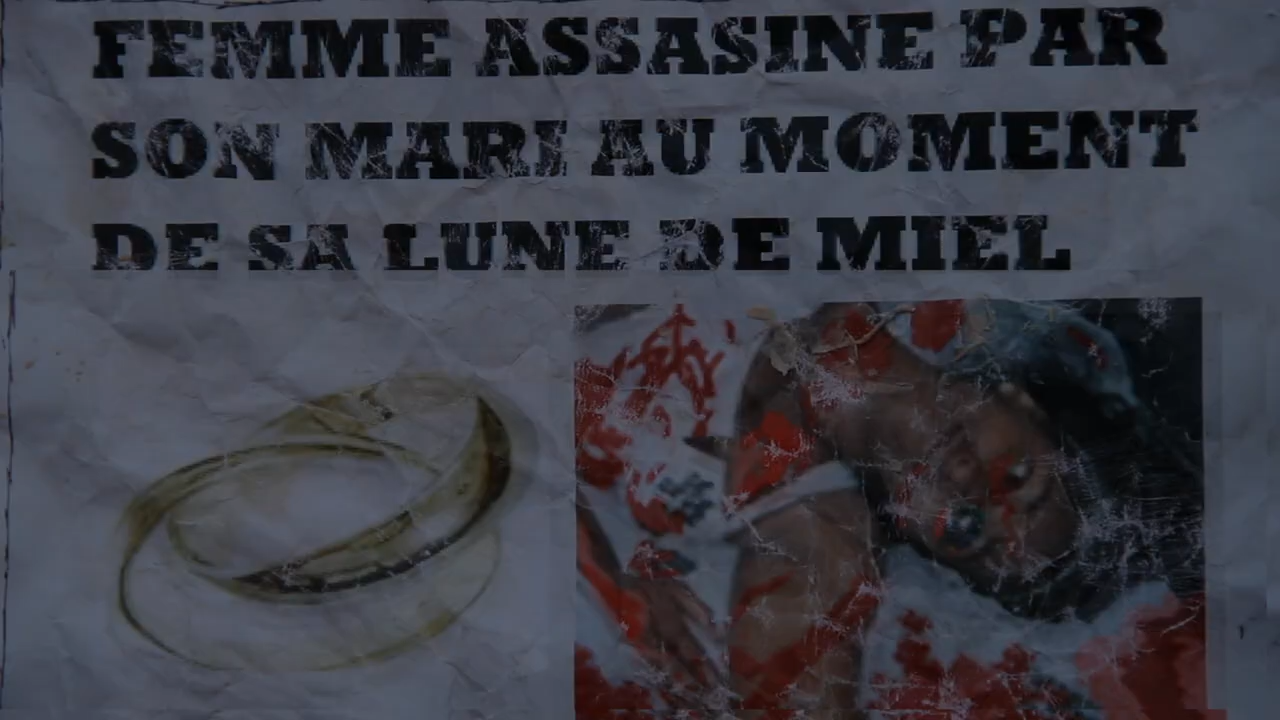 FEMME ASSASINE PAR
SON MARI AU MOMENT
DE SA LUNE DE MIEL